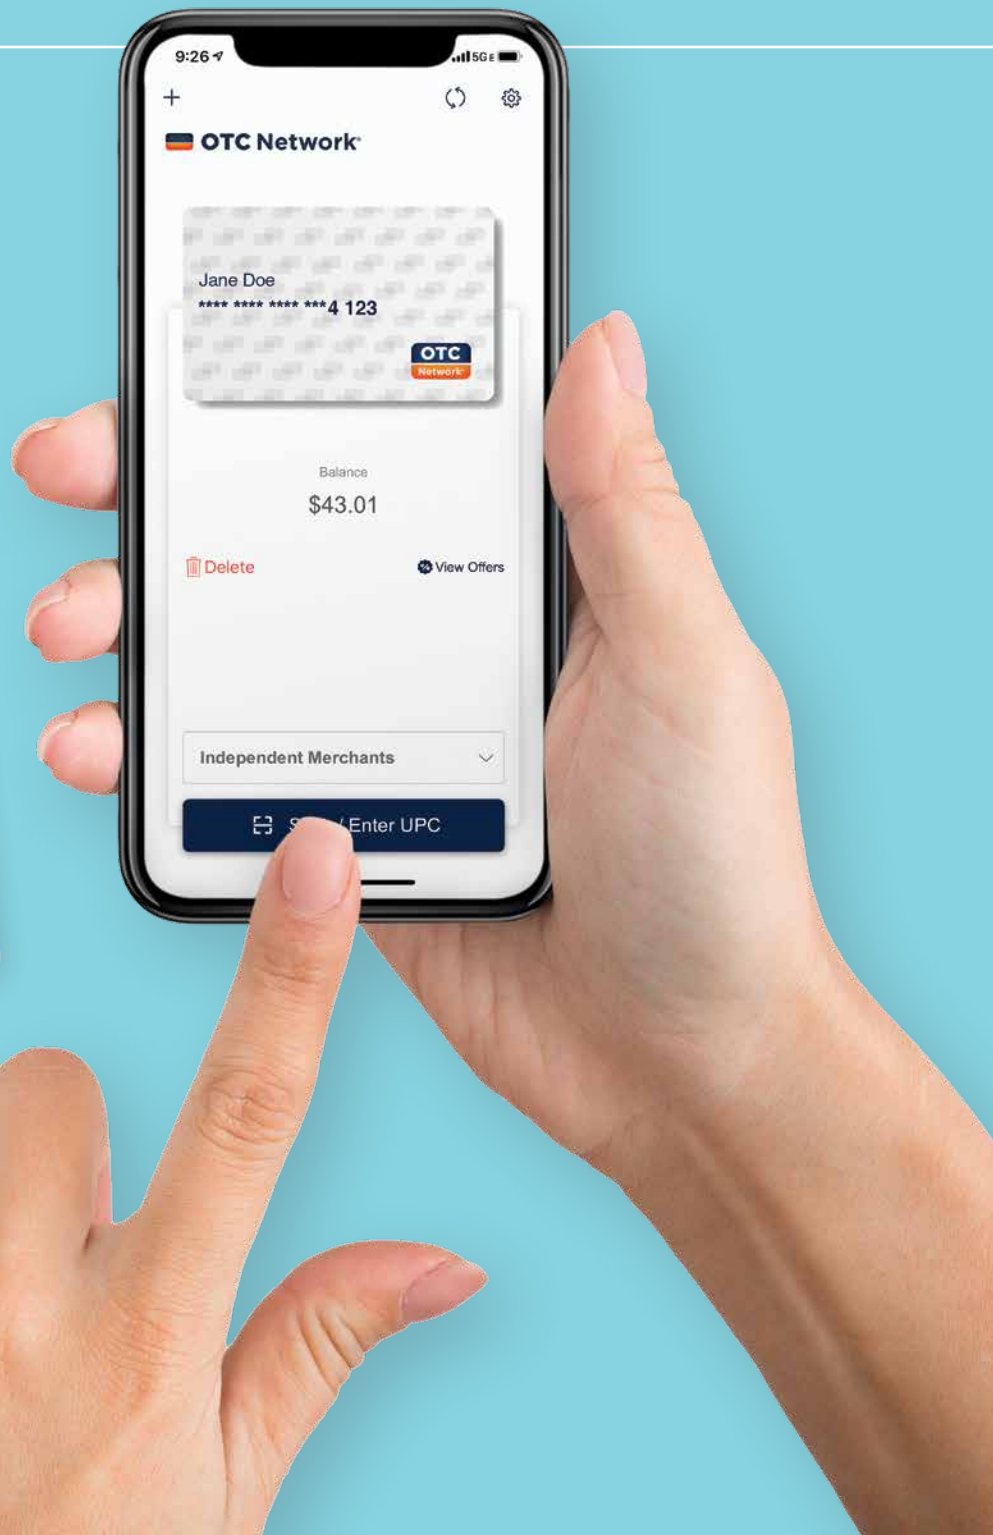 9:26
5G E
OTC Network
Jane Doe
**** **** **** ***4 123
OTC
Network
Balance
$43.01
Delete
View Offers
Independent Merchants
/ Enter UPC